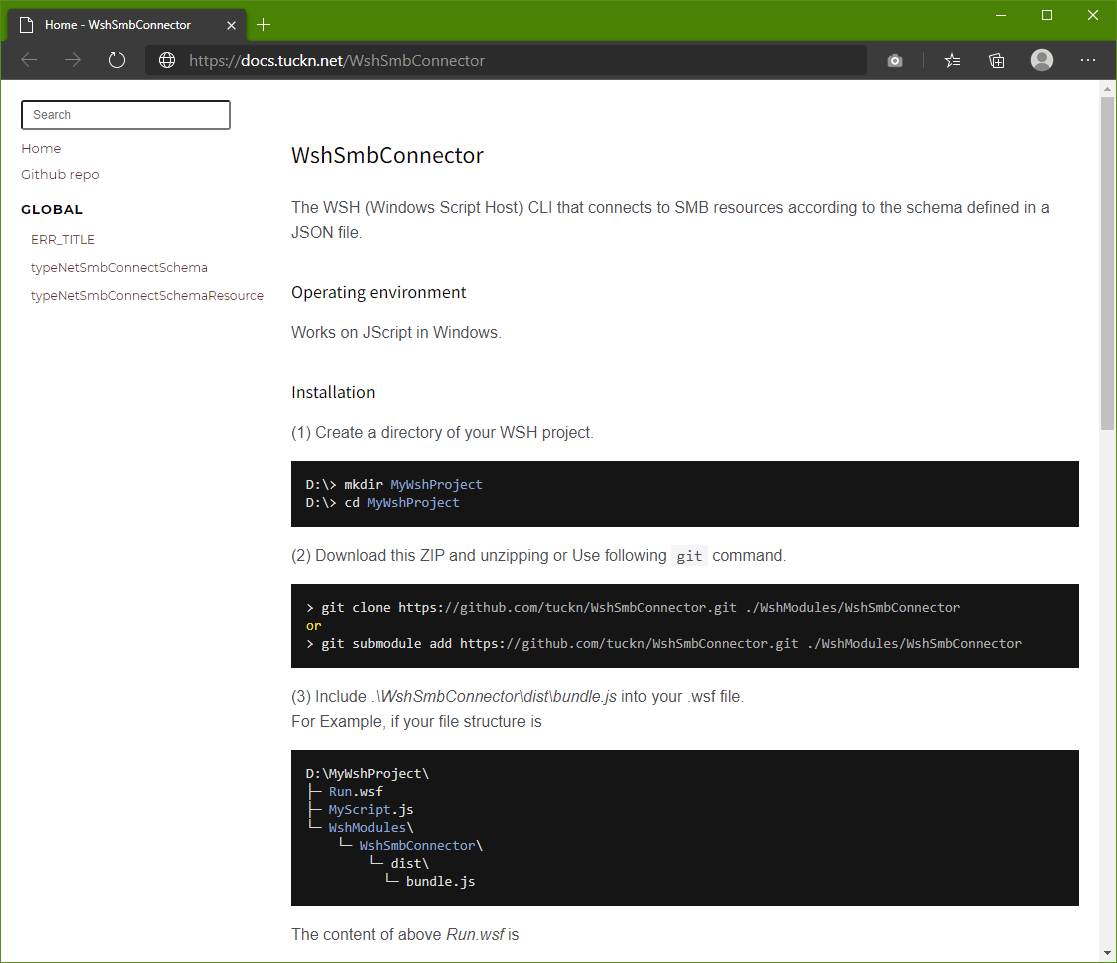 Home - WshSmbConnector
https://docs.tuckn.net/WshSmbConnector
Search
Home
Github repo
GLOBAL
ERR_TITLE
typeNetSmbConnectSchema
typeNetSmbConnectSchemaResource
WshSmbConnector
The WSH (Windows Script Host) CLI that connects to SMB resources according to the schema defined in a
JSON file.
Operating environment
Works on JScript in Windows.
Installation
(1) Create a directory of your WSH project.
D:\> mkdir MyWshProject
D:\> cd MyWshProject
(2) Download this ZIP and unzipping or Use following git command.
> git clone https://github.com/tuckn/WshSmbConnector.git ./WshModules/WshSmbConnector
or
> git submodule add https://github.com/tuckn/WshSmbConnector.git ./WshModules/WshSmbConnector
(3) Include .\WshSmbConnector\dist\bundle.js into your .wsf file.
For Example, if your file structure is
D:\MyWshProject\
├─ Run.wsf
├─ MyScript.js
└─ WshModules\
    └─ WshSmbConnector\
        └─ dist\
          └─ bundle.js
The content of above Run.wsf is